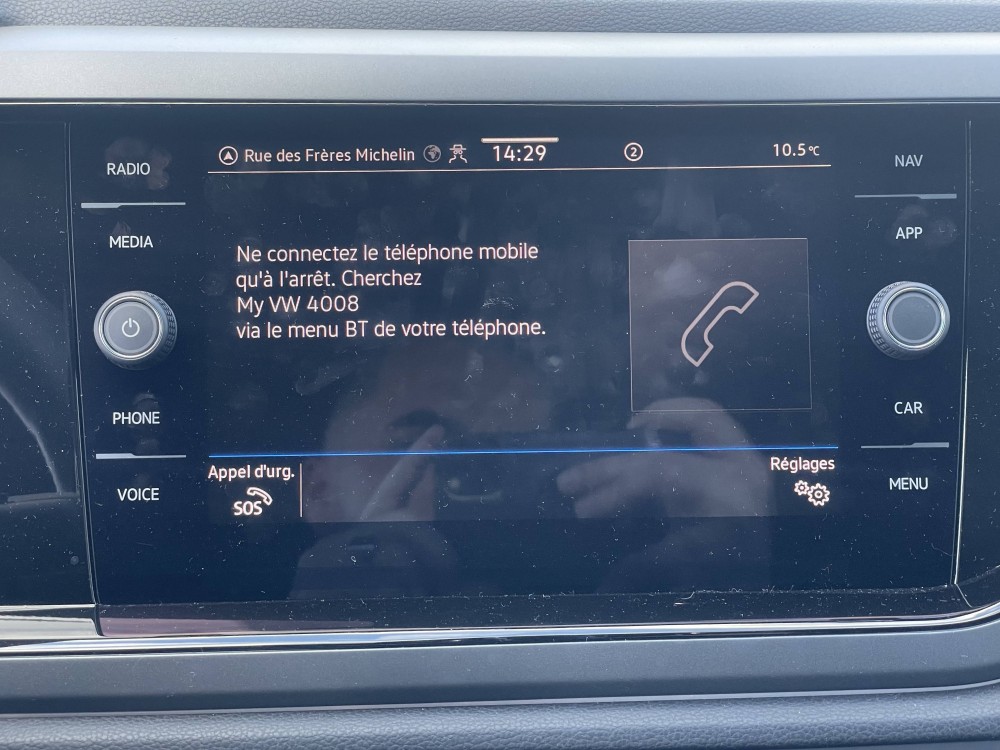 RADIO
MEDIA
PHONE
VOICE
Rue des Frères Michelin 14:29 2 10.5°C
Ne connectez le téléphone mobile
qu'à l'arrêt. Cherchez
My VW 4008
via le menu BT de votre téléphone.
Appel d'urg.
SOS
Réglages
NAV
APP
CAR
MENU